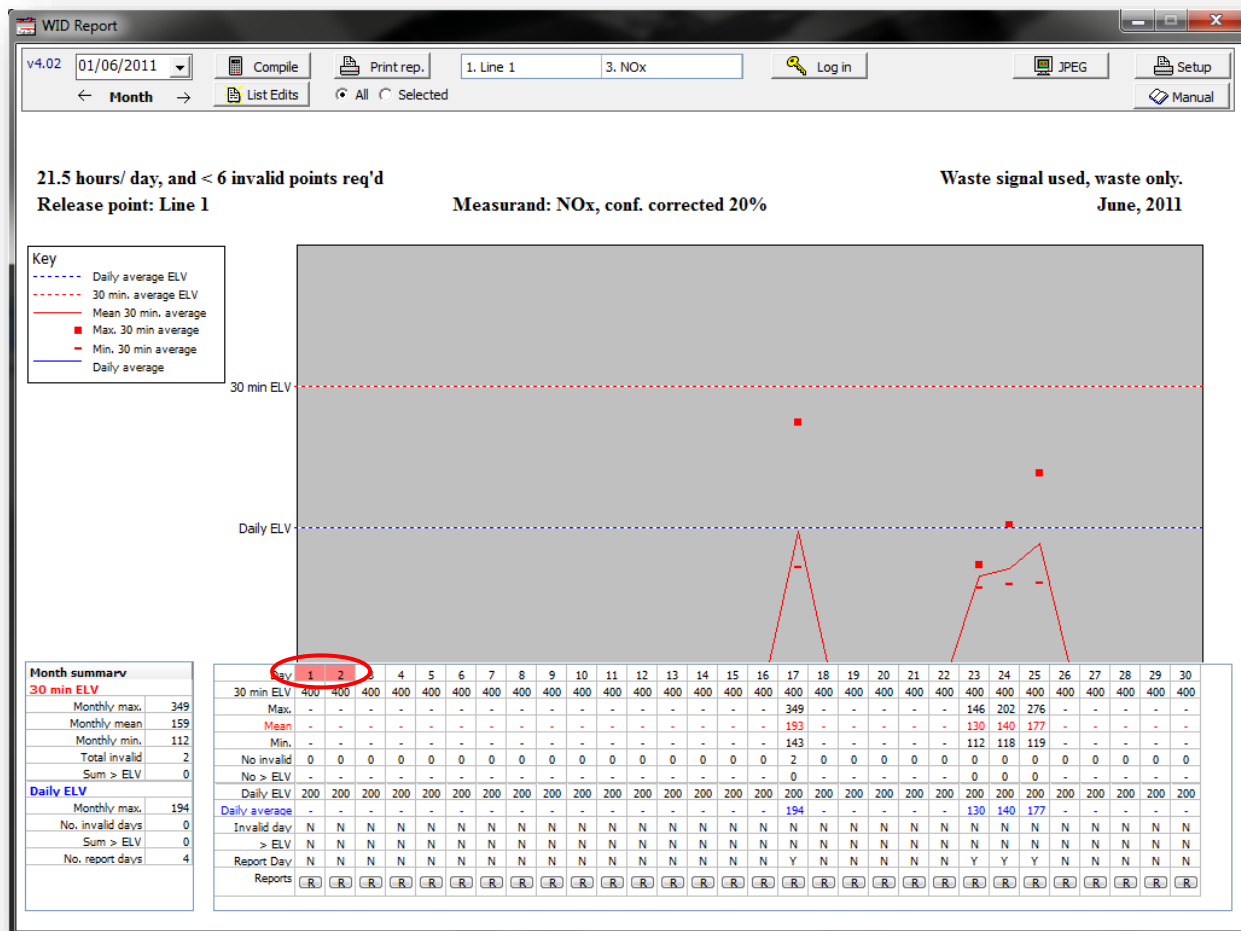 WID Report
v4.02 01/06/2011 Compile Print rep. 1. Line 1 3. NOx Log in JPEG Setup
← Month → List Edits All Selected Manual
21.5 hours/ day, and < 6 invalid points req'd Waste signal used, waste only.
Release point: Line 1 Measurand: NOx, conf. corrected 20% June, 2011
Key
Daily average ELV
30 min. average ELV
Mean 30 min. average
Max. 30 min average
Min. 30 min average
Daily average
30 min ELV
Daily ELV
Month summary
30 min ELV
Monthly max. 349
Monthly mean 159
Monthly min. 112
Total invalid 2
Sum > ELV 0
Daily ELV
Monthly max. 194
No. invalid days 0
Sum > ELV 0
No. report days 4
Day 1 2 3 4 5 6 7 8 9 10 11 12 13 14 15 16 17 18 19 20 21 22 23 24 25 26 27 28 29 30
30 min ELV 400 400 400 400 400 400 400 400 400 400 400 400 400 400 400 400 400 400 400 400 400 400 400 400 400 400 400 400 400 400
Max. - - - - - - - - - - - - - - - - 349 - - - - - 146 202 276 - - - - -
Mean - - - - - - - - - - - - - - - - 193 - - - - - 130 140 177 - - - - -
Min. - - - - - - - - - - - - - - - - 143 - - - - - 112 118 119 - - - - -
No invalid 0 0 0 0 0 0 0 0 0 0 0 0 0 0 0 0 2 0 0 0 0 0 0 0 0 0 0 0 0 0
No > ELV - - - - - - - - - - - - - - - - 0 - - - - - 0 0 0 - - - - -
Daily ELV 200 200 200 200 200 200 200 200 200 200 200 200 200 200 200 200 200 200 200 200 200 200 200 200 200 200 200 200 200 200
Daily average - - - - - - - - - - - - - - - - 194 - - - - - 130 140 177 - - - - -
Invalid day N N N N N N N N N N N N N N N N N N N N N N N N N N N N N N
> ELV N N N N N N N N N N N N N N N N N N N N N N N N N N N N N N
Report Day N N N N N N N N N N N N N N N N Y N N N N N Y Y Y N N N N N
Reports R R R R R R R R R R R R R R R R R R R R R R R R R R R R R R